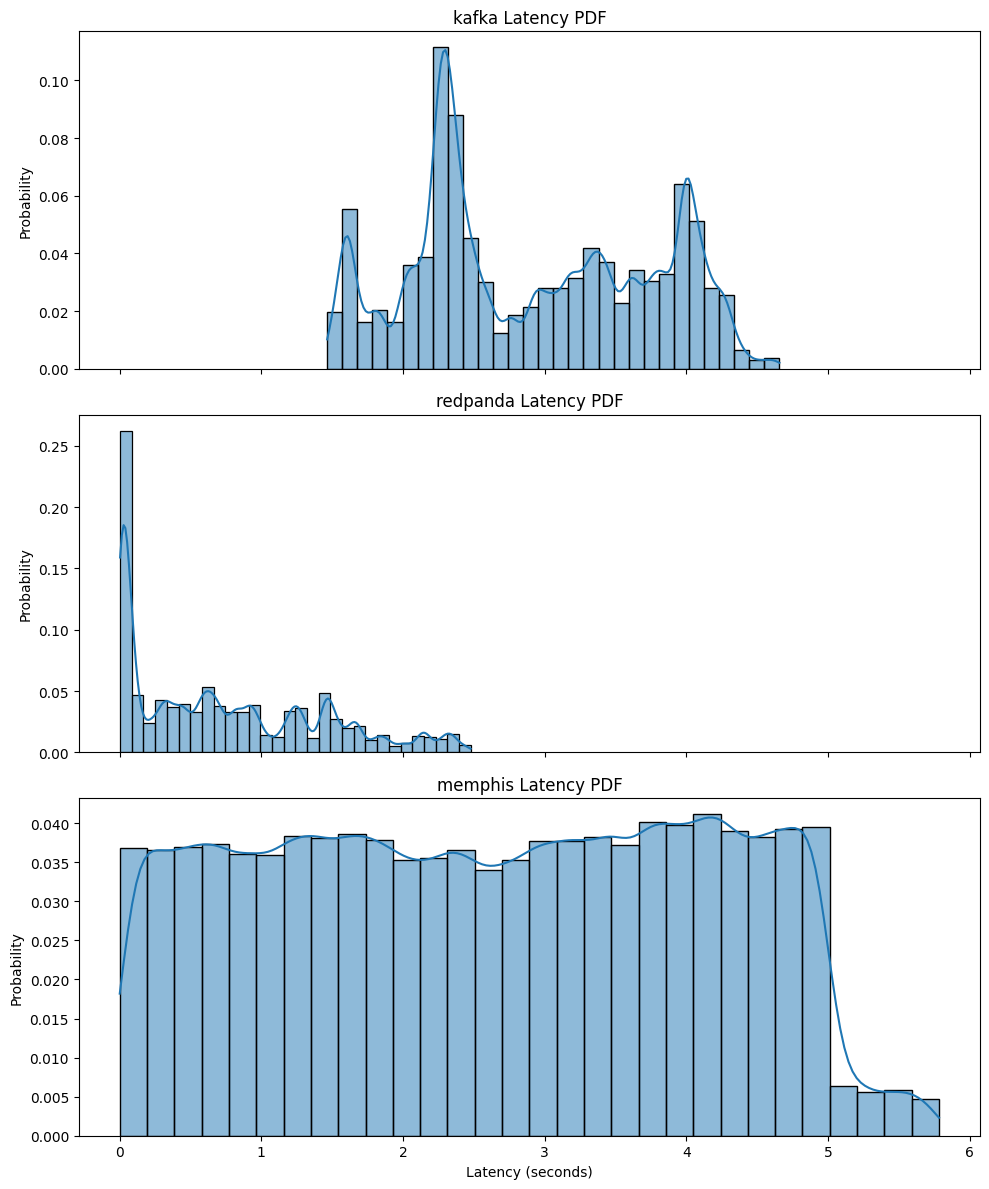 kafka Latency PDF
0.10
0.08
0.06
0.04
0.02
0.00
Probability
redpanda Latency PDF
0.25
0.20
0.15
0.10
0.05
0.00
Probability
memphis Latency PDF
0.040
0.035
0.030
0.025
0.020
0.015
0.010
0.005
0.000
Probability
0 1 2 3 4 5 6
Latency (seconds)